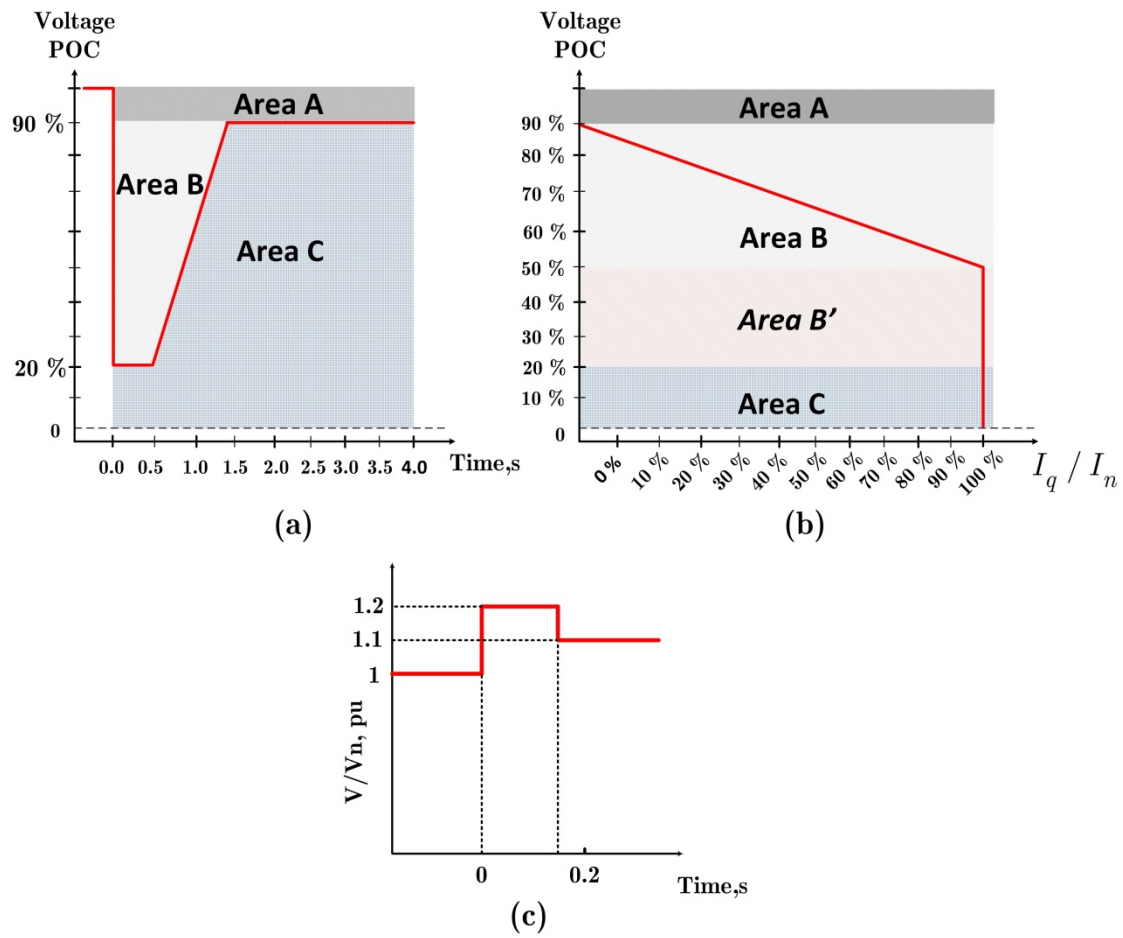 Voltage
POC
90 %
20 %
0
Area A
Area B
Area C
0.0 0.5 1.0 1.5 2.0 2.5 3.0 3.5 4.0
Time,s
(a)
Voltage
POC
90 %
80 %
70 %
60 %
50 %
40 %
30 %
20 %
10 %
0
Area A
Area B
Area B’
Area C
0 % 10 % 20 % 30 % 40 % 50 % 60 % 70 % 80 % 90 % 100 %
I_q / I_n
(b)
V/Vn, pu
1.2
1.1
1
0 0.2
Time,s
(c)